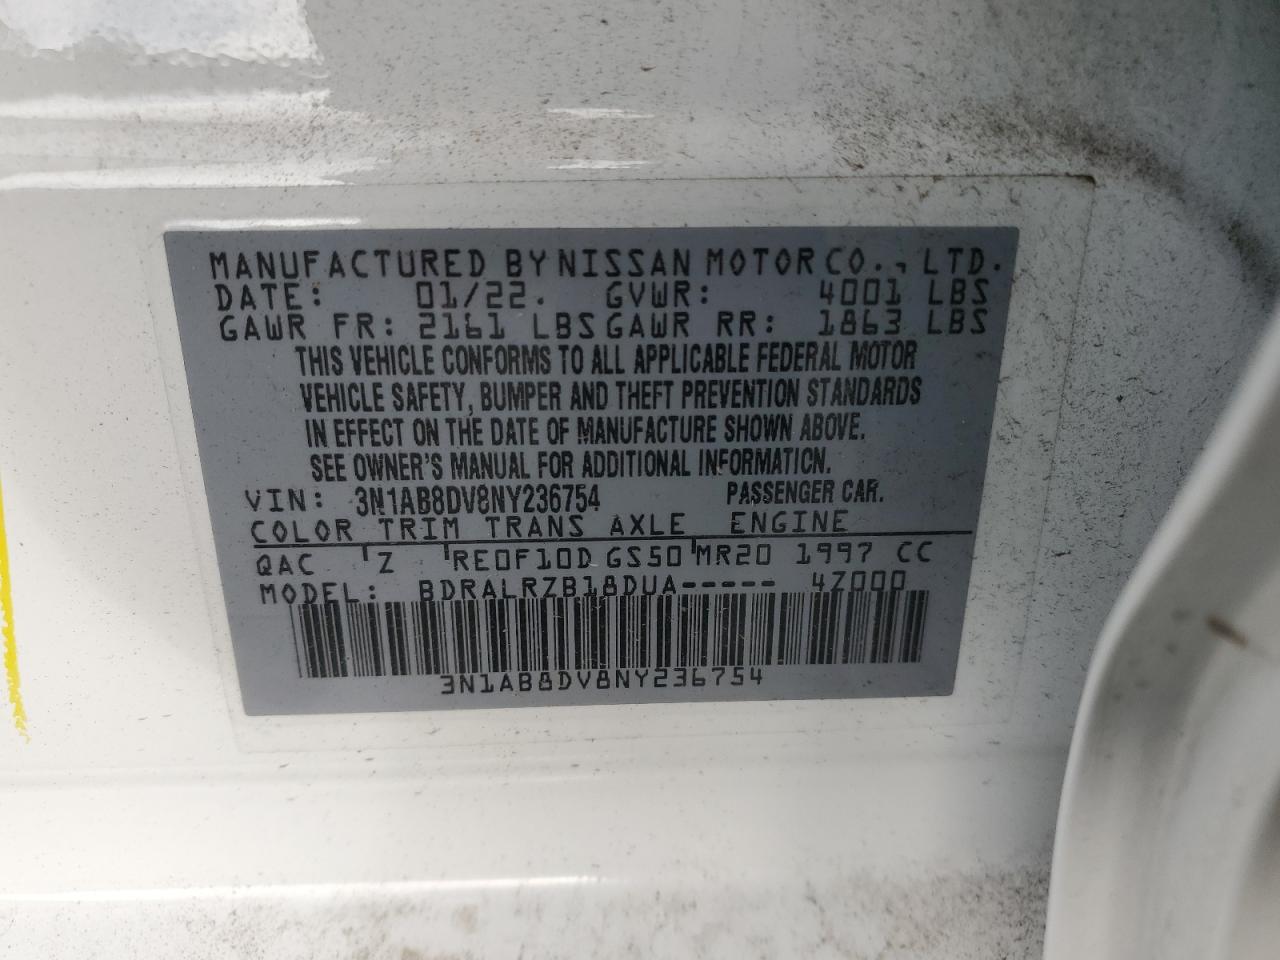 MANUFACTURED BY NISSAN MOTOR CO., LTD.
DATE: 01/22. GVWR: 4001 LBS
GAWR FR: 2161 LBS GAWR RR: 1863 LBS
THIS VEHICLE CONFORMS TO ALL APPLICABLE FEDERAL MOTOR
VEHICLE SAFETY, BUMPER AND THEFT PREVENTION STANDARDS
IN EFFECT ON THE DATE OF MANUFACTURE SHOWN ABOVE.
SEE OWNER'S MANUAL FOR ADDITIONAL INFORMATION.
VIN: 3N1AB8DV8NY236754 PASSENGER CAR.
COLOR TRIM TRANS AXLE ENGINE
QAC Z RE0F10D GS50 MR20 1997 CC
MODEL: BDRALRZB18DUA----- 4Z000
3N1AB8DV8NY236754